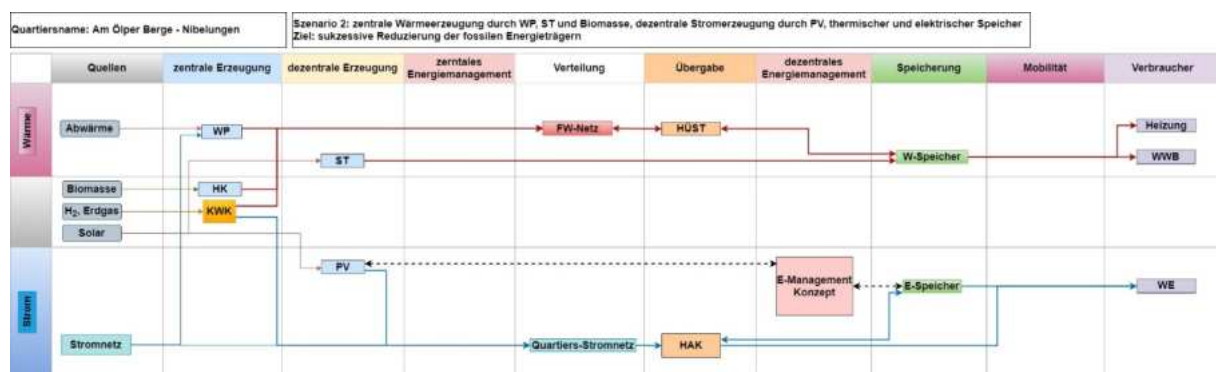 Quartiersname: Am Ölper Berge - Nibelungen
Szenario 2: zentrale Wärmeerzeugung durch WP, ST und Biomasse, dezentrale Stromerzeugung durch PV, thermischer und elektrischer Speicher
Ziel: sukzessive Reduzierung der fossilen Energieträgern
Quellen
zentrale Erzeugung
dezentrale Erzeugung
zerntales
Energiemanagement
Verteilung
Übergabe
dezentrales
Energiemanagement
Speicherung
Mobilität
Verbraucher
Wärme
Abwärme
WP
FW-Netz
HÜST
Heizung
ST
W-Speicher
WWB
Biomasse
HK
H₂, Erdgas
KWK
Solar
Strom
PV
E-Management
Konzept
E-Speicher
WE
Stromnetz
Quartiers-Stromnetz
HAK